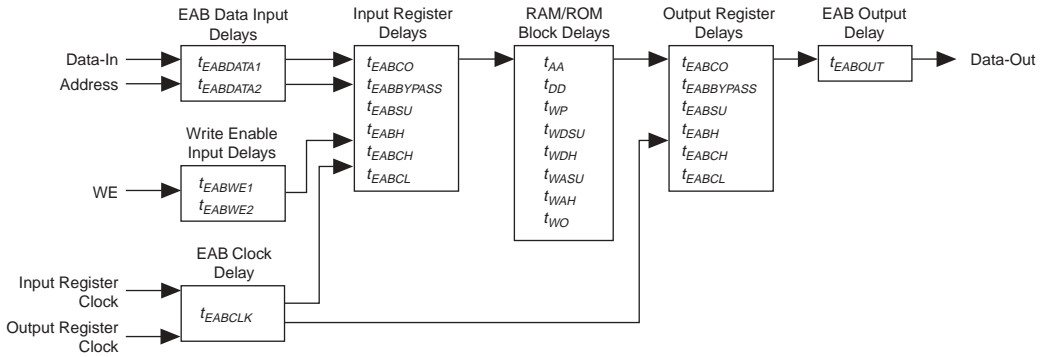 EAB Data Input
Delays
Input Register
Delays
RAM/ROM
Block Delays
Output Register
Delays
EAB Output
Delay
Data-In
Address
tEABDATA1
tEABDATA2
tEABCO
tEABBYPASS
tEABSU
tEABH
tEABCH
tEABCL
tAA
tDD
tWP
tWDSU
tWDH
tWASU
tWAH
tWO
tEABCO
tEABBYPASS
tEABSU
tEABH
tEABCH
tEABCL
tEABOUT
Data-Out
Write Enable
Input Delays
WE
tEABWE1
tEABWE2
EAB Clock
Delay
Input Register
Clock
tEABCLK
Output Register
Clock